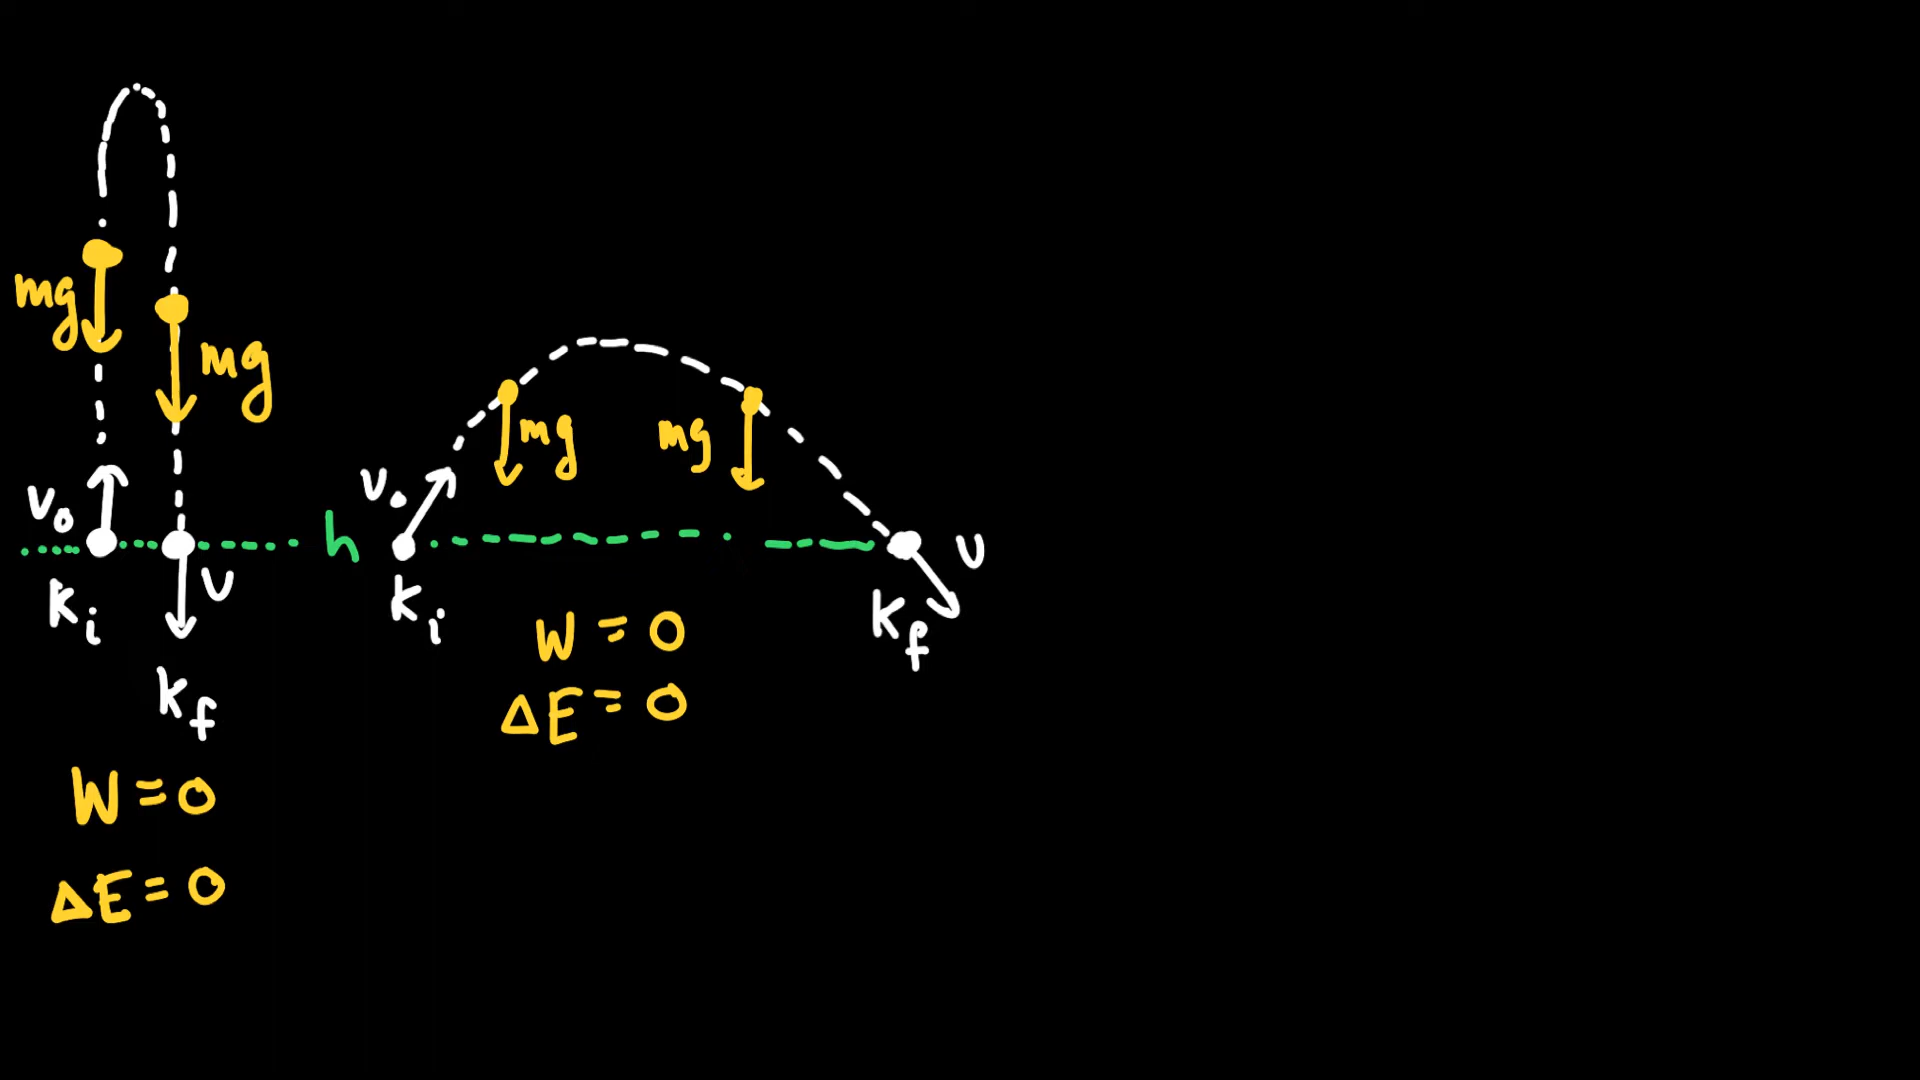 mg
mg
v₀
h
v
Kᵢ
K_f
W = 0
ΔE = 0
mg
mg
v₀
v
Kᵢ
K_f
W = 0
ΔE = 0